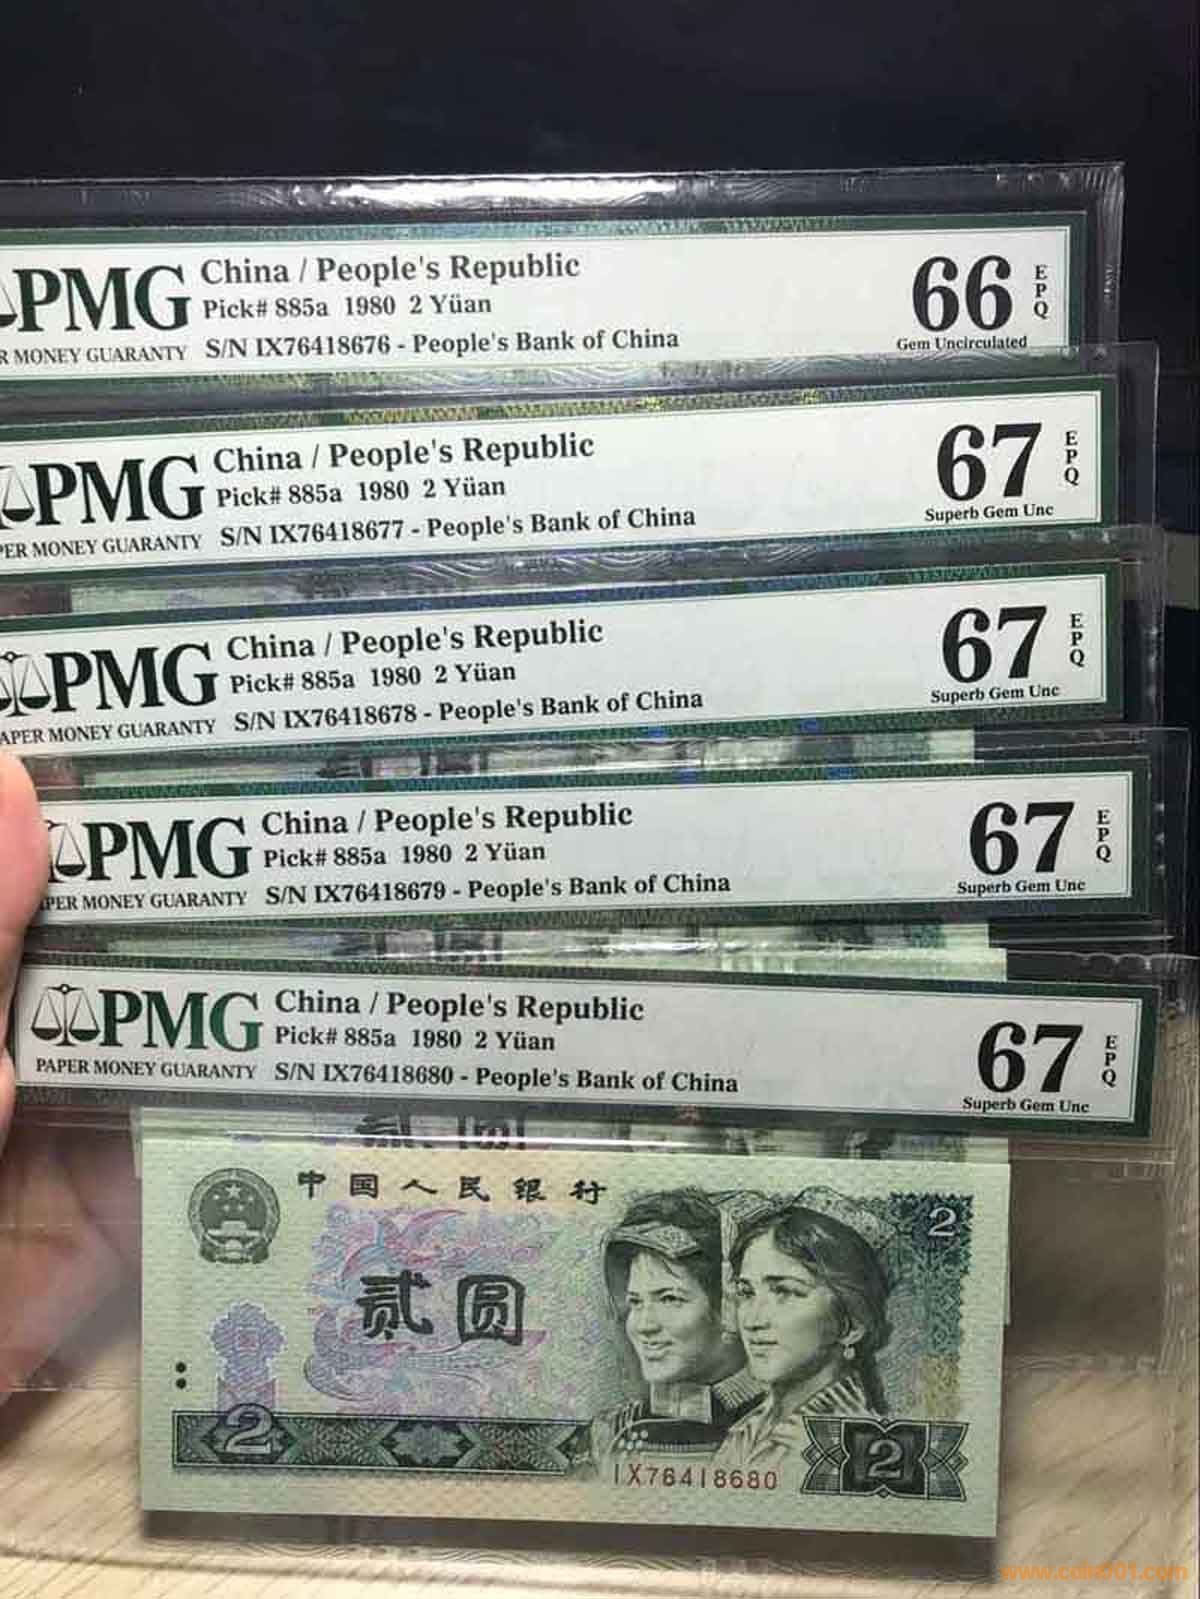 PMG
R MONEY GUARANTY
China / People's Republic
Pick# 885a 1980 2 Yüan
S/N IX76418676 - People's Bank of China
66 EPQ
Gem Uncirculated
PMG
PER MONEY GUARANTY
China / People's Republic
Pick# 885a 1980 2 Yüan
S/N IX76418677 - People's Bank of China
67 EPQ
Superb Gem Unc
PMG
APER MONEY GUARANTY
China / People's Republic
Pick# 885a 1980 2 Yüan
S/N IX76418678 - People's Bank of China
67 EPQ
Superb Gem Unc
PMG
PER MONEY GUARANTY
China / People's Republic
Pick# 885a 1980 2 Yüan
S/N IX76418679 - People's Bank of China
67 EPQ
Superb Gem Unc
PMG
PAPER MONEY GUARANTY
China / People's Republic
Pick# 885a 1980 2 Yüan
S/N IX76418680 - People's Bank of China
67 EPQ
Superb Gem Unc
中国人民银行
2
贰圆
2
IX76418680
2
www.coin001.com